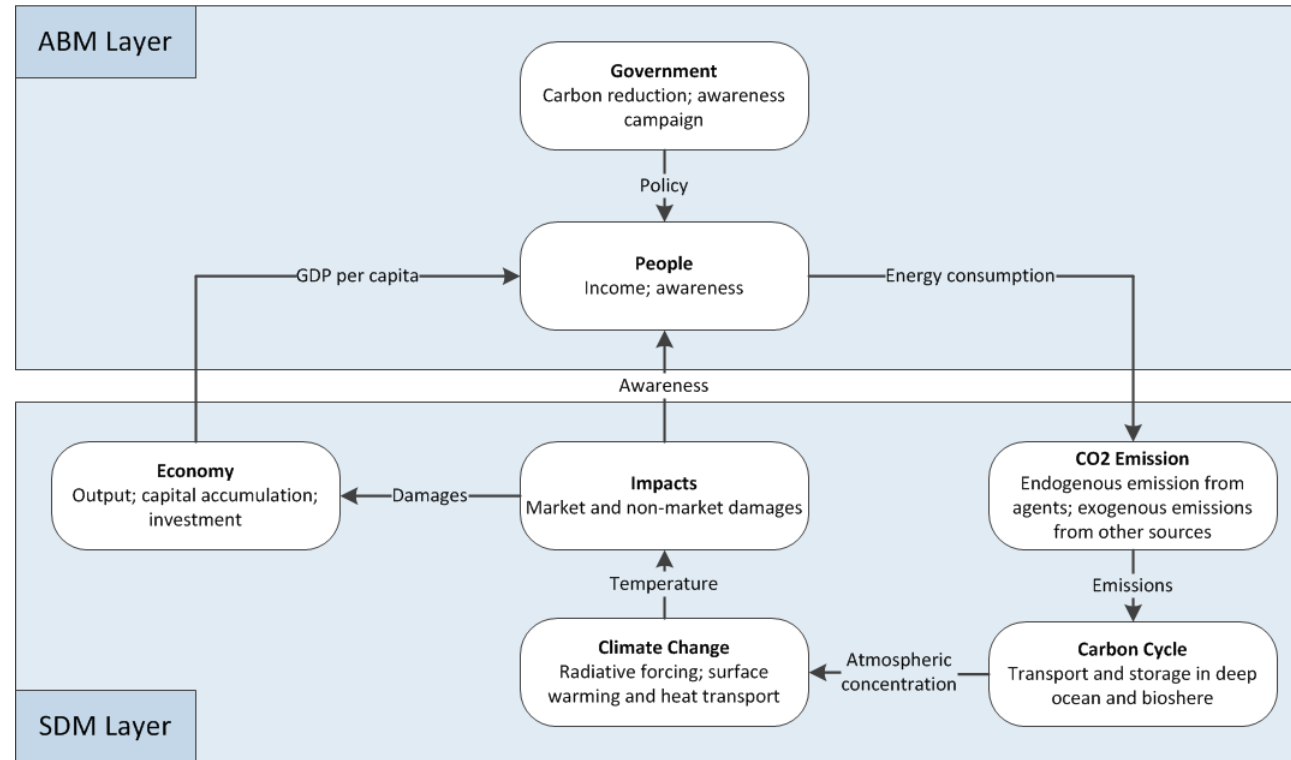 ABM Layer
Government
Carbon reduction; awareness
campaign
Policy
People
Income; awareness
GDP per capita
Energy consumption
Awareness
Economy
Output; capital accumulation;
investment
Damages
Impacts
Market and non-market damages
CO2 Emission
Endogenous emission from
agents; exogenous emissions
from other sources
Temperature
Emissions
Climate Change
Radiative forcing; surface
warming and heat transport
Atmospheric
concentration
Carbon Cycle
Transport and storage in deep
ocean and bioshere
SDM Layer